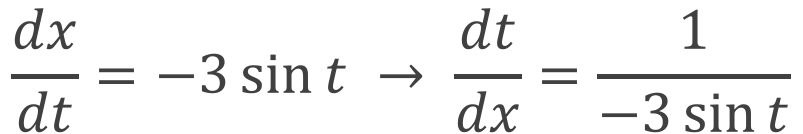 dx/dt = −3 sin t → dt/dx = 1/(−3 sin t)